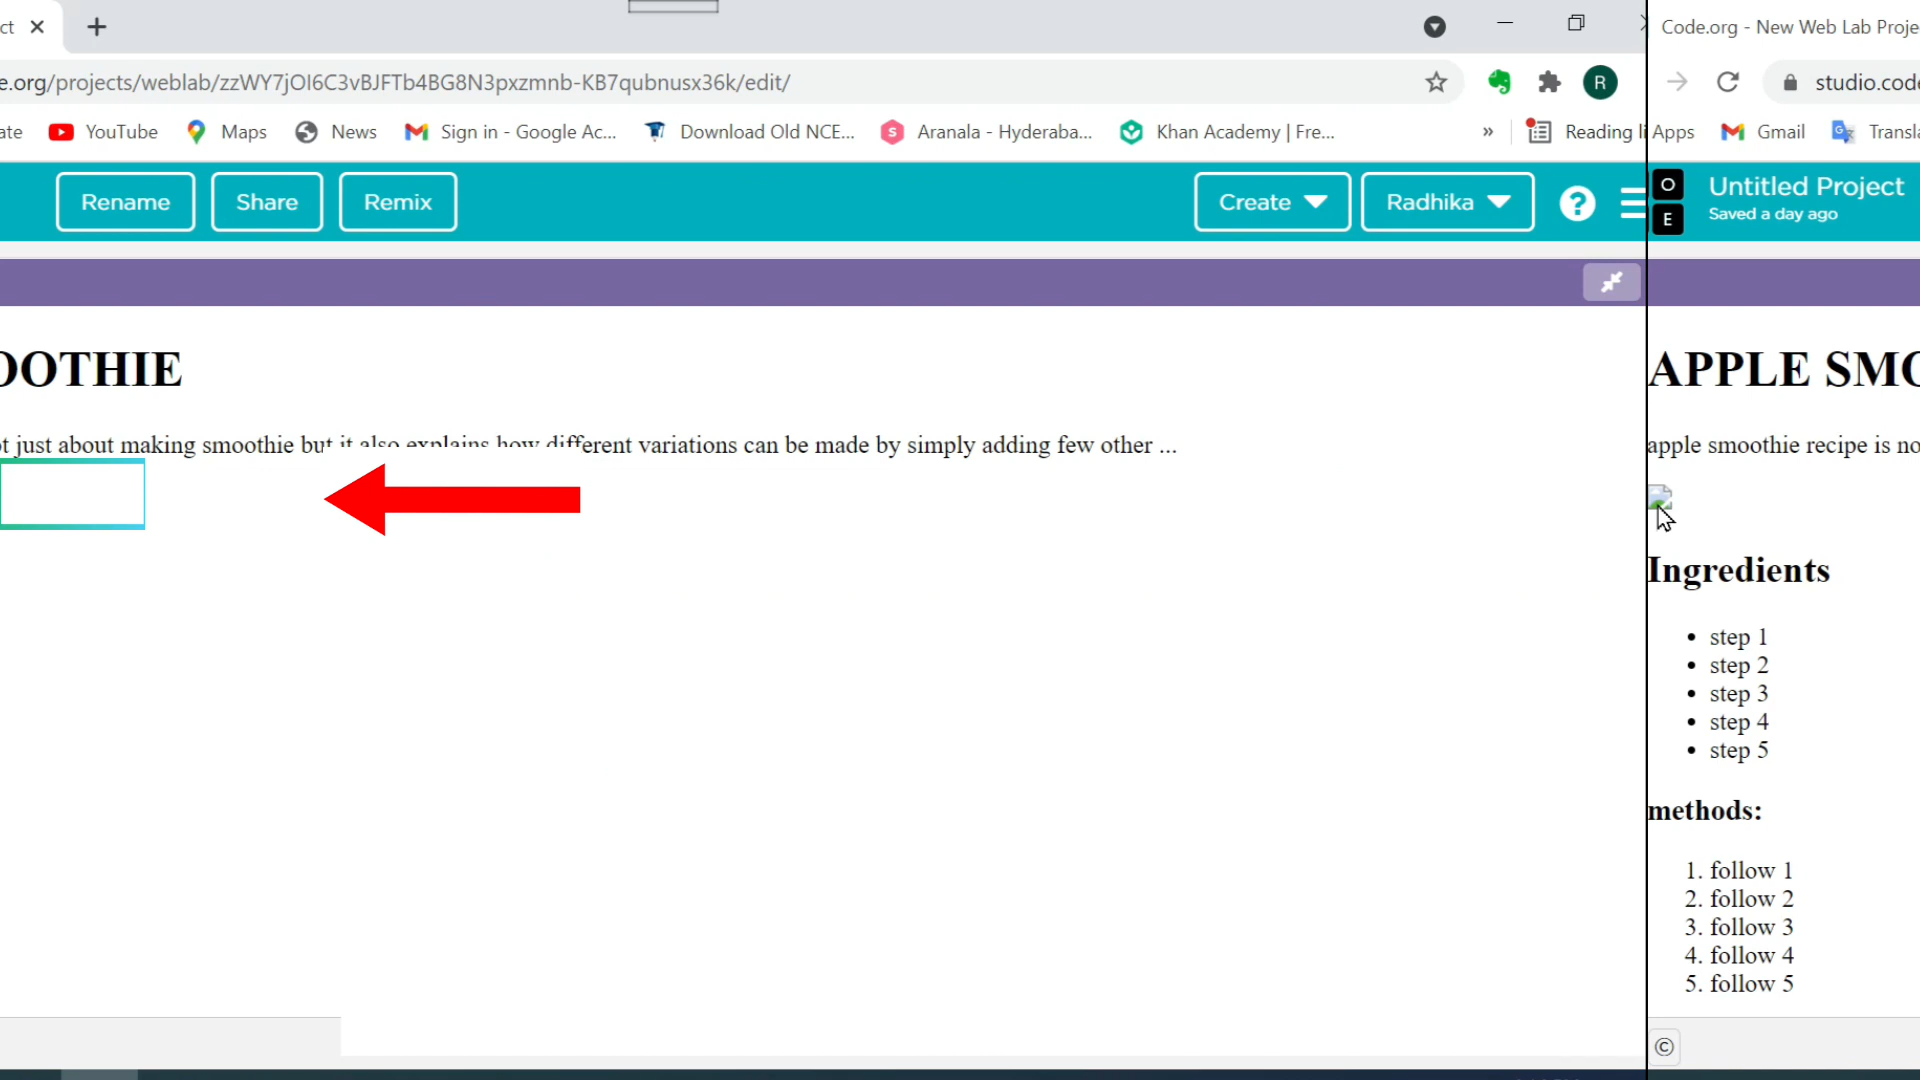 ct
Code.org - New Web Lab Proje
e.org/projects/weblab/zzWY7jOI6C3vBJFTb4BG8N3pxzmnb-KB7qubnusx36k/edit/
R
studio.code
ate YouTube Maps News Sign in - Google Ac... Download Old NCE... Aranala - Hyderaba... Khan Academy | Fre... » Reading li
Apps Gmail Transla
Rename Share Remix Create Radhika ?
O
E
Untitled Project
Saved a day ago
OOTHIE
APPLE SMO
t just about making smoothie but it also explains how different variations can be made by simply adding few other ...
apple smoothie recipe is no
Ingredients
• step 1
• step 2
• step 3
• step 4
• step 5
methods:
1. follow 1
2. follow 2
3. follow 3
4. follow 4
5. follow 5
©